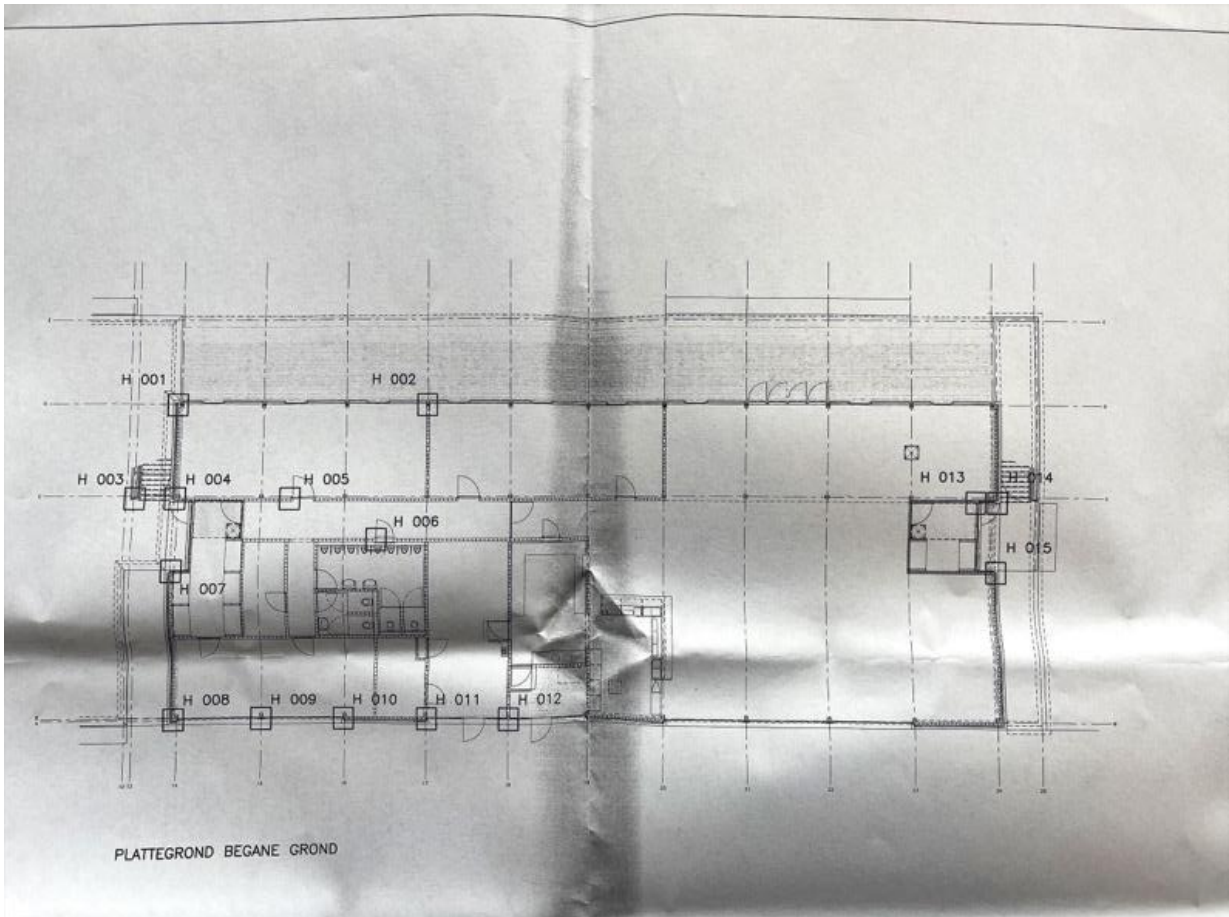 H 001
H 002
H 003
H 004
H 005
H 006
H 007
H 008
H 009
H 010
H 011
H 012
H 013
H 014
H 015
PLATTEGROND BEGANE GROND